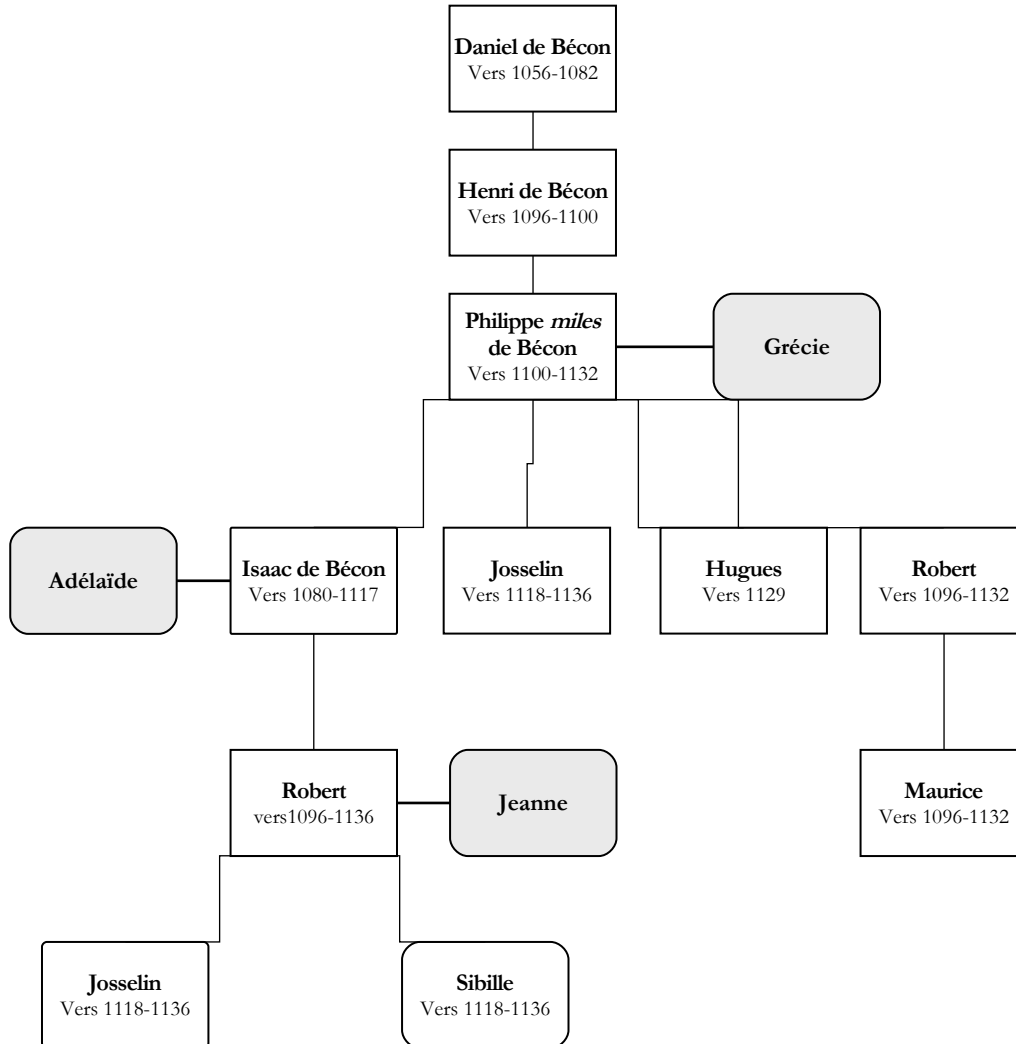 Daniel de Bécon
Vers 1056-1082
Henri de Bécon
Vers 1096-1100
Philippe miles
de Bécon
Vers 1100-1132
Grécie
Adélaïde
Isaac de Bécon
Vers 1080-1117
Josselin
Vers 1118-1136
Hugues
Vers 1129
Robert
Vers 1096-1132
Robert
vers1096-1136
Jeanne
Maurice
Vers 1096-1132
Josselin
Vers 1118-1136
Sibille
Vers 1118-1136